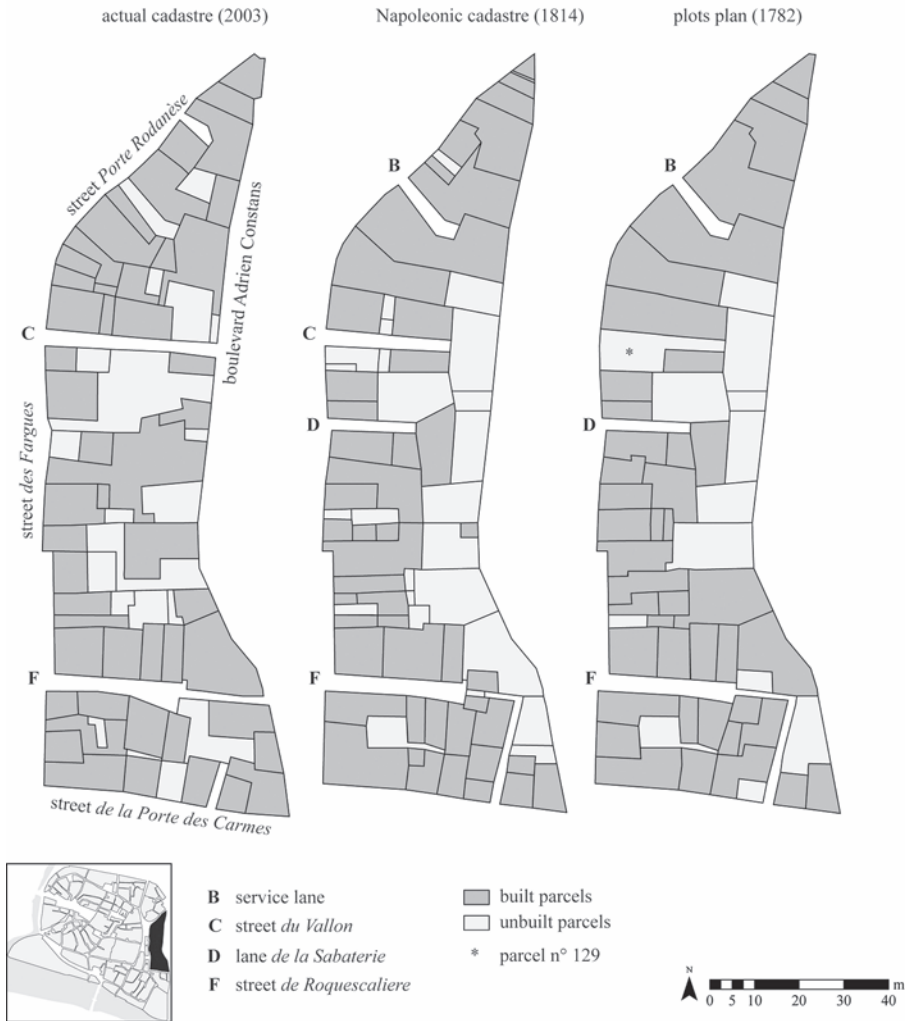 actual cadastre (2003)
Napoleonic cadastre (1814)
plots plan (1782)
street Porte Rodanèse
boulevard Adrien Constans
street des Fargues
street de la Porte des Carmes
C
F
B
C
D
F
B
*
D
F
B service lane
C street du Vallon
D lane de la Sabaterie
F street de Roquescaliere
built parcels
unbuilt parcels
* parcel n° 129
N
0 5 10 20 30 40 m